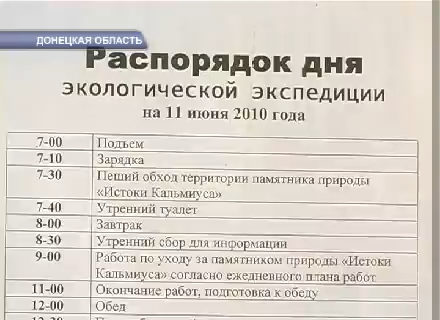 ДОНЕЦКАЯ ОБЛАСТЬ
Распорядок дня
экологической экспедиции
на 11 июня 2010 года
7-00 Подъем
7-10 Зарядка
7-30 Пеший обход территории памятника природы
«Истоки Кальмиуса»
7-40 Утренний туалет
8-00 Завтрак
8-30 Утренний сбор для информации
9-00 Работа по уходу за памятником природы «Истоки
Кальмиуса» согласно ежедневного плана работ
11-00 Окончание работ, подготовка к обеду
12-00 Обед